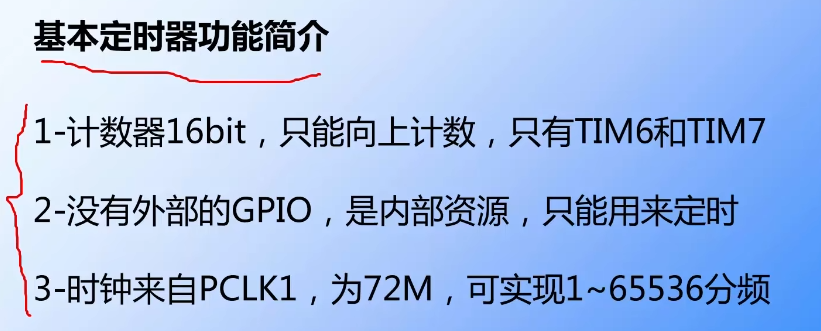 基本定时器功能简介
1-计数器16bit，只能向上计数，只有TIM6和TIM7
2-没有外部的GPIO，是内部资源，只能用来定时
3-时钟来自PCLK1，为72M，可实现1~65536分频